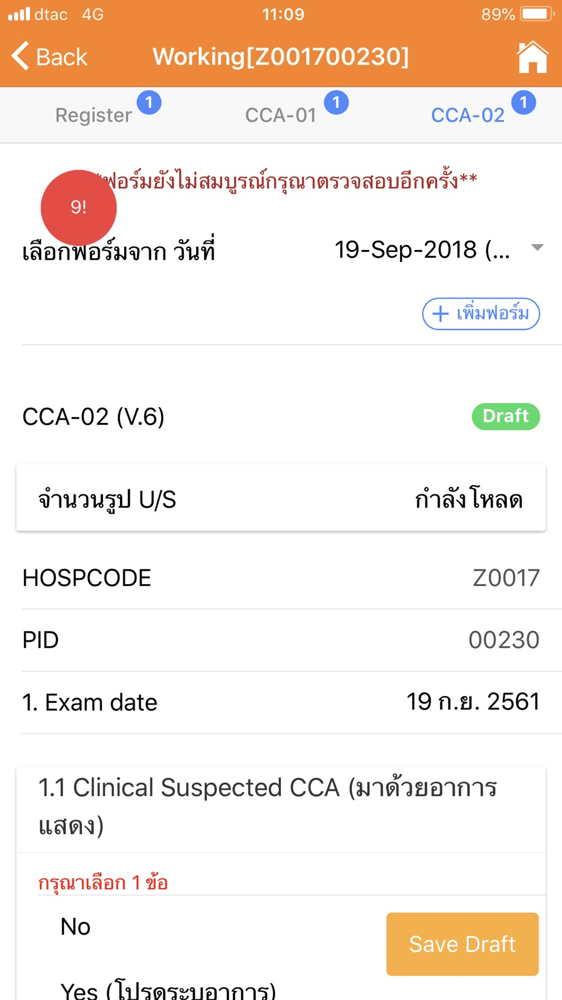 dtac 4G 11:09 89%
Back Working[Z001700230]
Register 1 CCA-01 1 CCA-02 1
*ฟอร์มยังไม่สมบูรณ์กรุณาตรวจสอบอีกครั้ง**
9!
เลือกฟอร์มจาก วันที่ 19-Sep-2018 (...
+ เพิ่มฟอร์ม
CCA-02 (V.6) Draft
จำนวนรูป U/S กำลังโหลด
HOSPCODE Z0017
PID 00230
1. Exam date 19 ก.ย. 2561
1.1 Clinical Suspected CCA (มาด้วยอาการ
แสดง)
กรุณาเลือก 1 ข้อ
No
Save Draft
Yes (โปรดระบุอาการ)